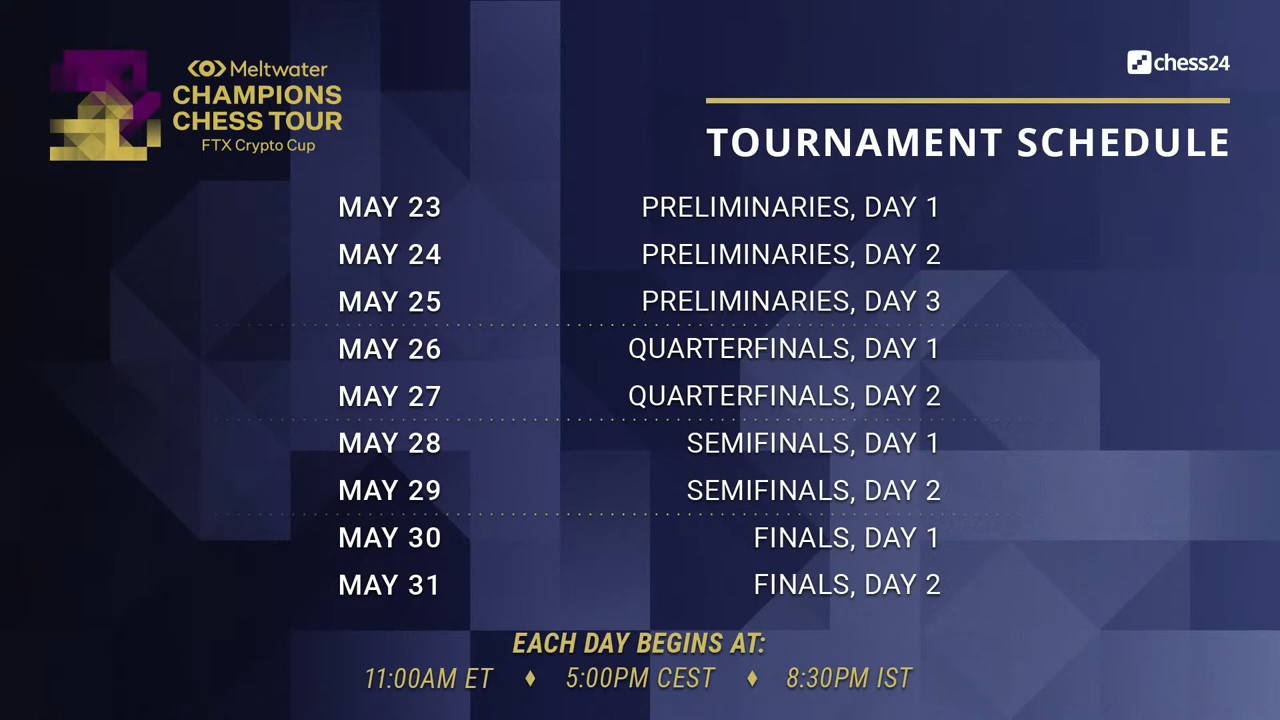 Meltwater
CHAMPIONS
CHESS TOUR
FTX Crypto Cup
chess24
TOURNAMENT SCHEDULE
MAY 23 PRELIMINARIES, DAY 1
MAY 24 PRELIMINARIES, DAY 2
MAY 25 PRELIMINARIES, DAY 3
MAY 26 QUARTERFINALS, DAY 1
MAY 27 QUARTERFINALS, DAY 2
MAY 28 SEMIFINALS, DAY 1
MAY 29 SEMIFINALS, DAY 2
MAY 30 FINALS, DAY 1
MAY 31 FINALS, DAY 2
EACH DAY BEGINS AT:
11:00AM ET ♦ 5:00PM CEST ♦ 8:30PM IST